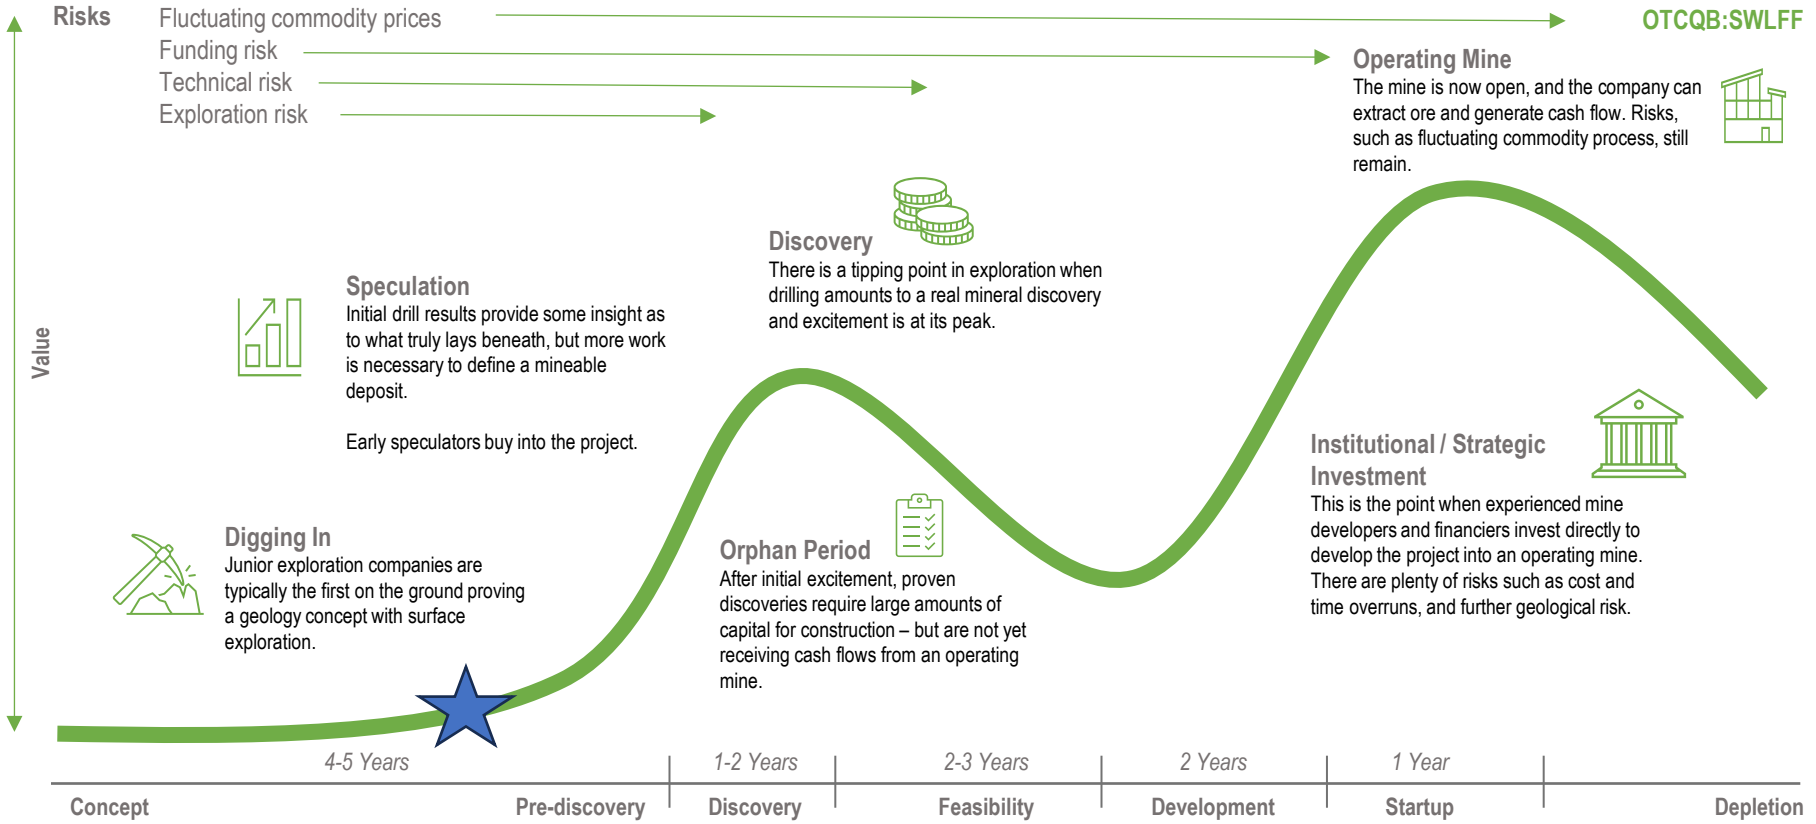 Risks
Fluctuating commodity prices
Funding risk
Technical risk
Exploration risk
OTCQB:SWLFF
Operating Mine
The mine is now open, and the company can
extract ore and generate cash flow. Risks,
such as fluctuating commodity process, still
remain.
Discovery
There is a tipping point in exploration when
drilling amounts to a real mineral discovery
and excitement is at its peak.
Speculation
Initial drill results provide some insight as
to what truly lays beneath, but more work
is necessary to define a mineable
deposit.
Early speculators buy into the project.
Value
Institutional / Strategic
Investment
This is the point when experienced mine
developers and financiers invest directly to
develop the project into an operating mine.
There are plenty of risks such as cost and
time overruns, and further geological risk.
Digging In
Junior exploration companies are
typically the first on the ground proving
a geology concept with surface
exploration.
Orphan Period
After initial excitement, proven
discoveries require large amounts of
capital for construction – but are not yet
receiving cash flows from an operating
mine.
4-5 Years
1-2 Years
2-3 Years
2 Years
1 Year
Concept
Pre-discovery
Discovery
Feasibility
Development
Startup
Depletion